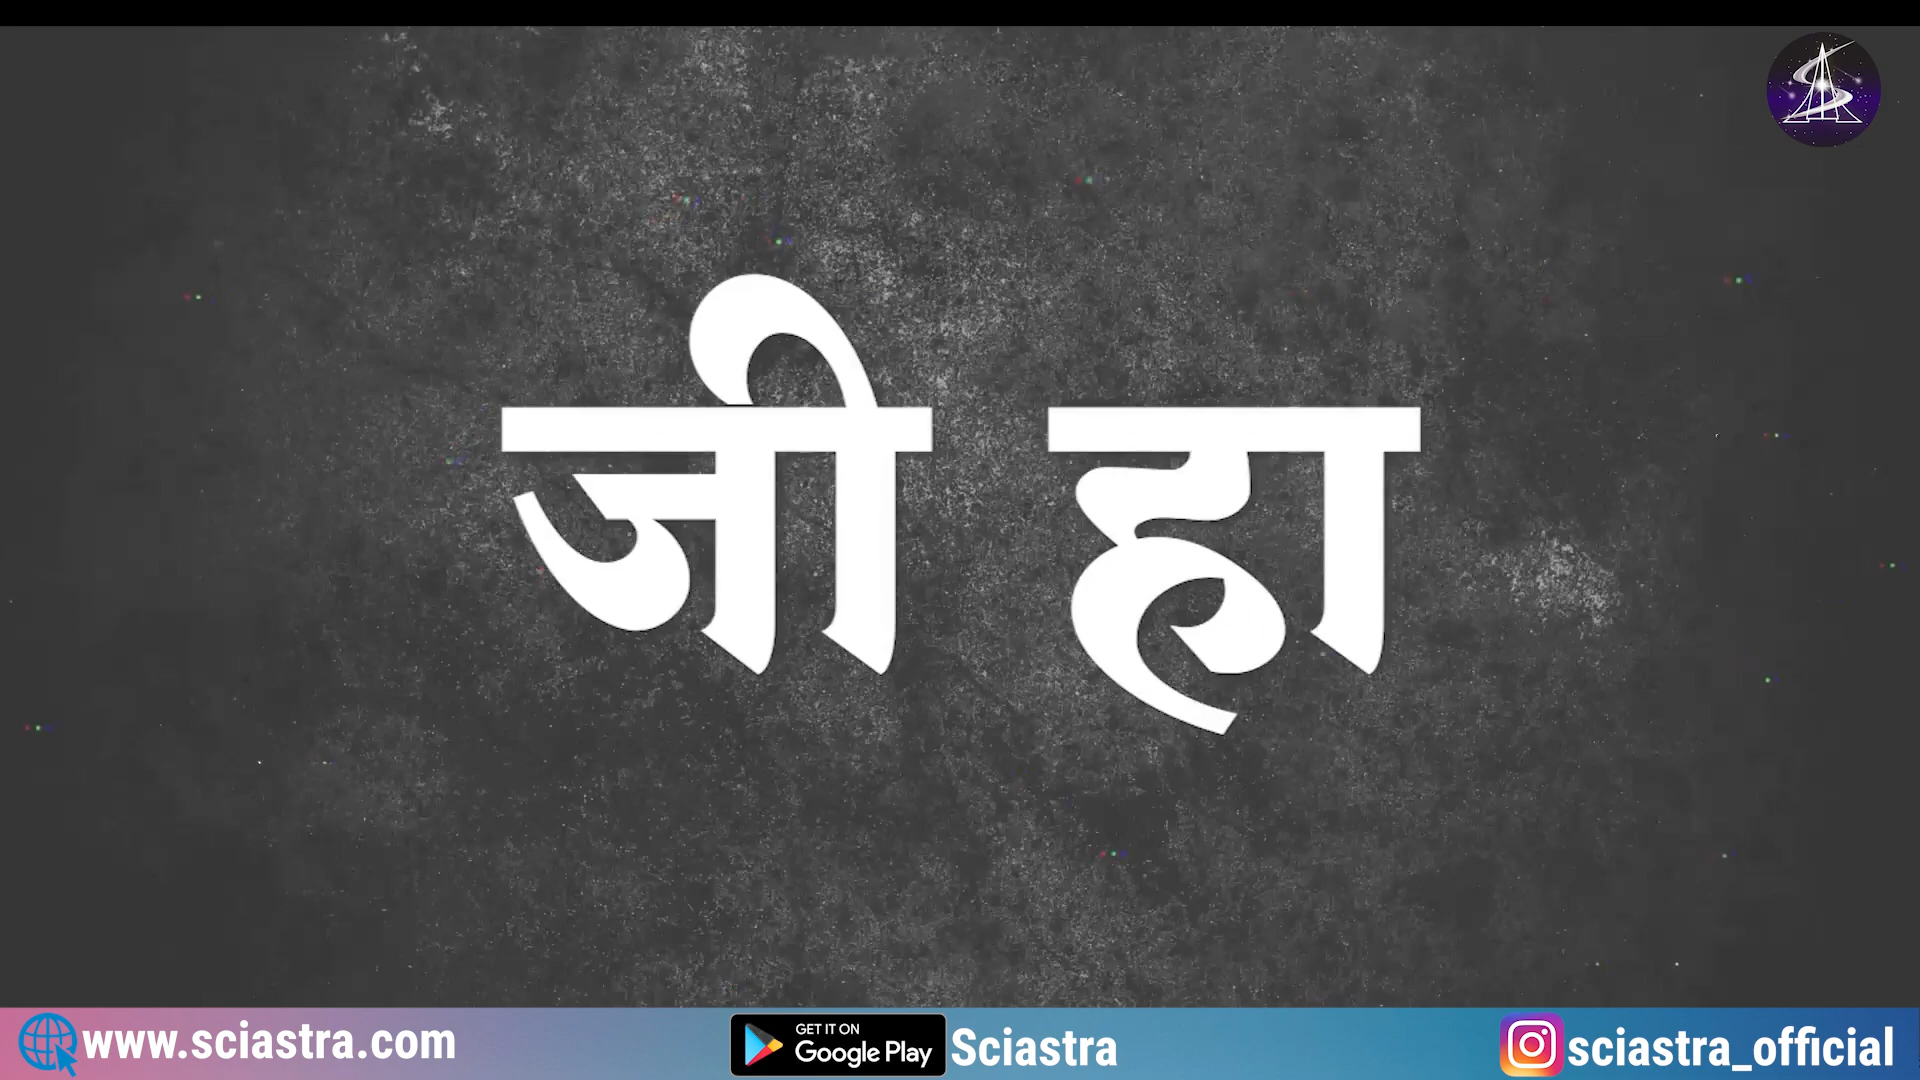 जी हा
www.sciastra.com
GET IT ON
Google Play
Sciastra
sciastra_official